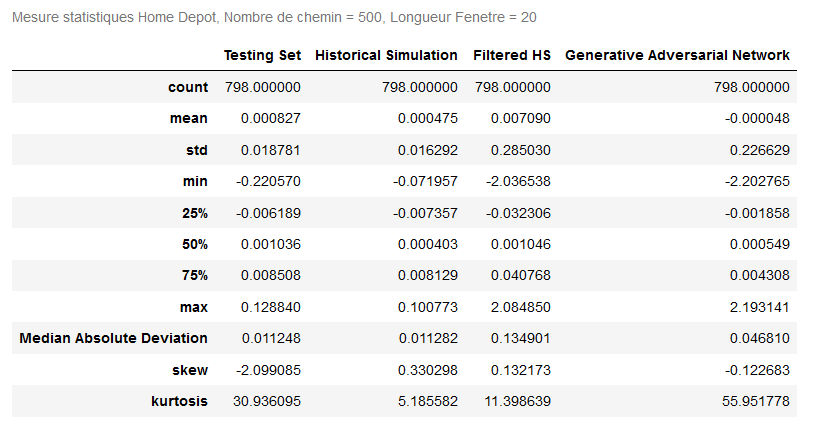 Mesure statistiques Home Depot, Nombre de chemin = 500, Longueur Fenetre = 20
Testing Set Historical Simulation Filtered HS Generative Adversarial Network
count 798.000000 798.000000 798.000000 798.000000
mean 0.000827 0.000475 0.007090 -0.000048
std 0.018781 0.016292 0.285030 0.226629
min -0.220570 -0.071957 -2.036538 -2.202765
25% -0.006189 -0.007357 -0.032306 -0.001858
50% 0.001036 0.000403 0.001046 0.000549
75% 0.008508 0.008129 0.040768 0.004308
max 0.128840 0.100773 2.084850 2.193141
Median Absolute Deviation 0.011248 0.011282 0.134901 0.046810
skew -2.099085 0.330298 0.132173 -0.122683
kurtosis 30.936095 5.185582 11.398639 55.951778